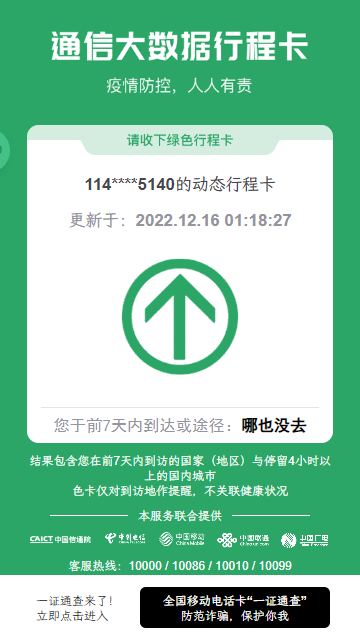 通信大数据行程卡
疫情防控，人人有责
请收下绿色行程卡
114****5140的动态行程卡
更新于：2022.12.16 01:18:27
您于前7天内到达或途径：哪也没去
结果包含您在前7天内到访的国家（地区）与停留4小时以
上的国内城市
色卡仅对到访地作提醒，不关联健康状况
本服务联合提供
CAICT 中国信通院 中国电信 中国移动 China Mobile 中国联通 China unicom 中国广电
客服热线：10000 / 10086 / 10010 / 10099
一证通查来了！
立即点击进入
全国移动电话卡“一证通查”
防范诈骗，保护你我